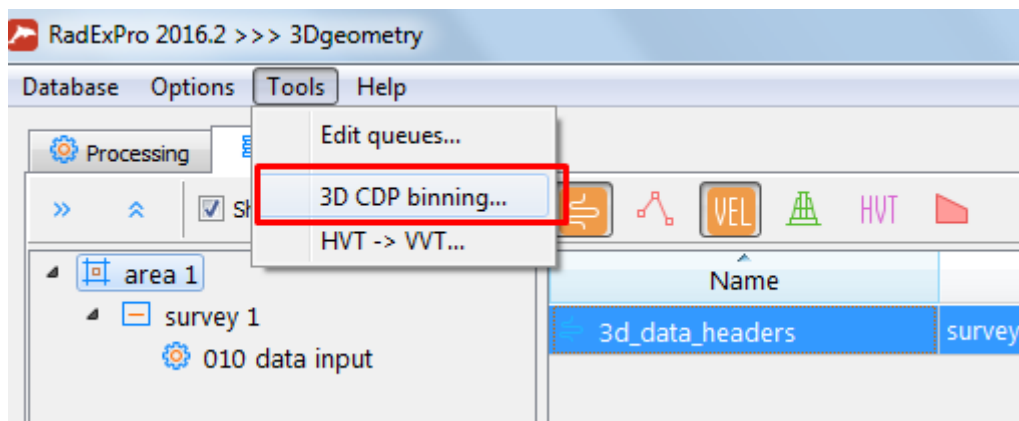 RadExPro 2016.2 >>> 3Dgeometry
Database Options Tools Help
Edit queues...
Processing
3D CDP binning...
VEL HVT
HVT -> VVT...
area 1
Name
survey 1
3d_data_headers survey
010 data input